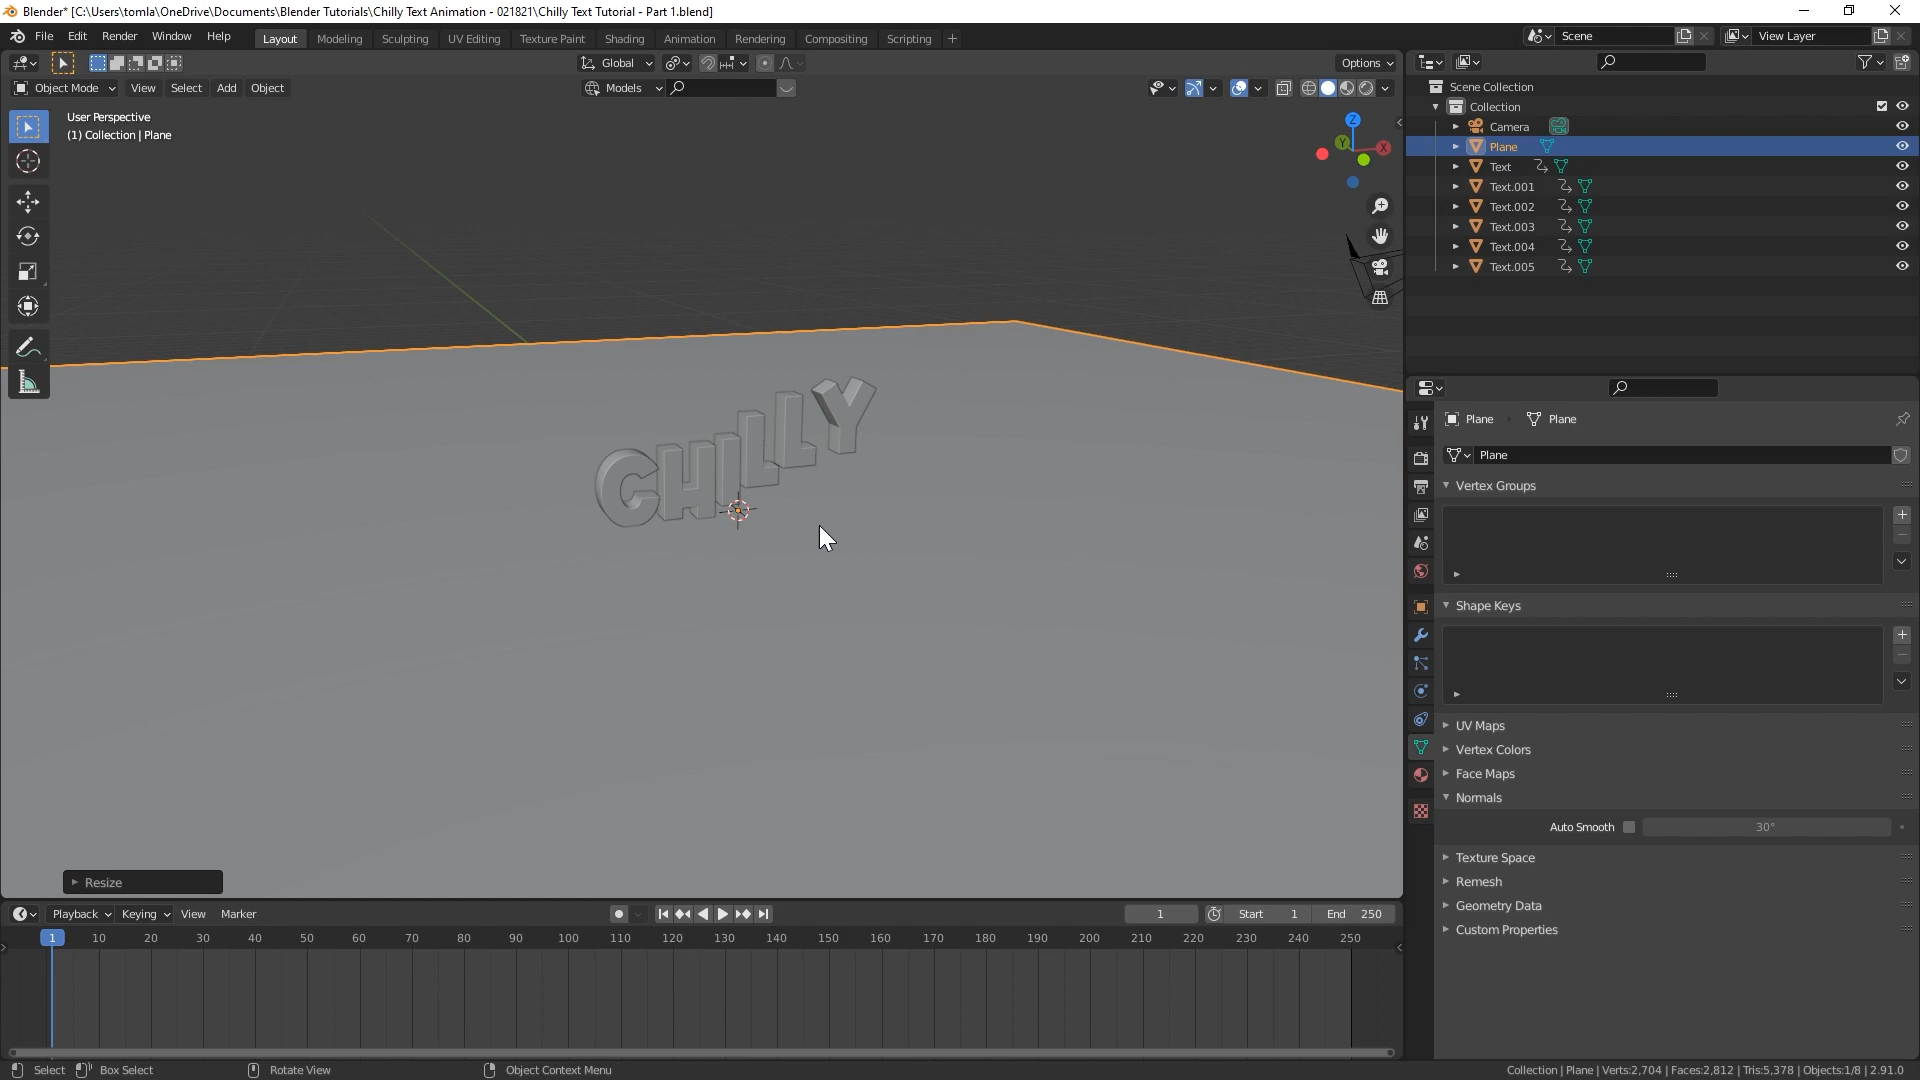 Blender* [C:\Users\tomla\OneDrive\Documents\Blender Tutorials\Chilly Text Animation - 021821\Chilly Text Tutorial - Part 1.blend]
File Edit Render Window Help Layout Modeling Sculpting UV Editing Texture Paint Shading Animation Rendering Compositing Scripting + Scene View Layer
Global Options
Object Mode View Select Add Object Models
User Perspective
(1) Collection | Plane
Z
Y
X
CHILLY
Resize
Scene Collection
Collection
Camera
Plane
Text
Text.001
Text.002
Text.003
Text.004
Text.005
Plane Plane
Plane
Vertex Groups
Shape Keys
UV Maps
Vertex Colors
Face Maps
Normals
Auto Smooth 30°
Texture Space
Remesh
Geometry Data
Custom Properties
Playback Keying View Marker 1 Start 1 End 250
1 10 20 30 40 50 60 70 80 90 100 110 120 130 140 150 160 170 180 190 200 210 220 230 240 250
Select Box Select Rotate View Object Context Menu Collection | Plane | Verts:2,704 | Faces:2,812 | Tris:5,378 | Objects:1/8 | 2.91.0